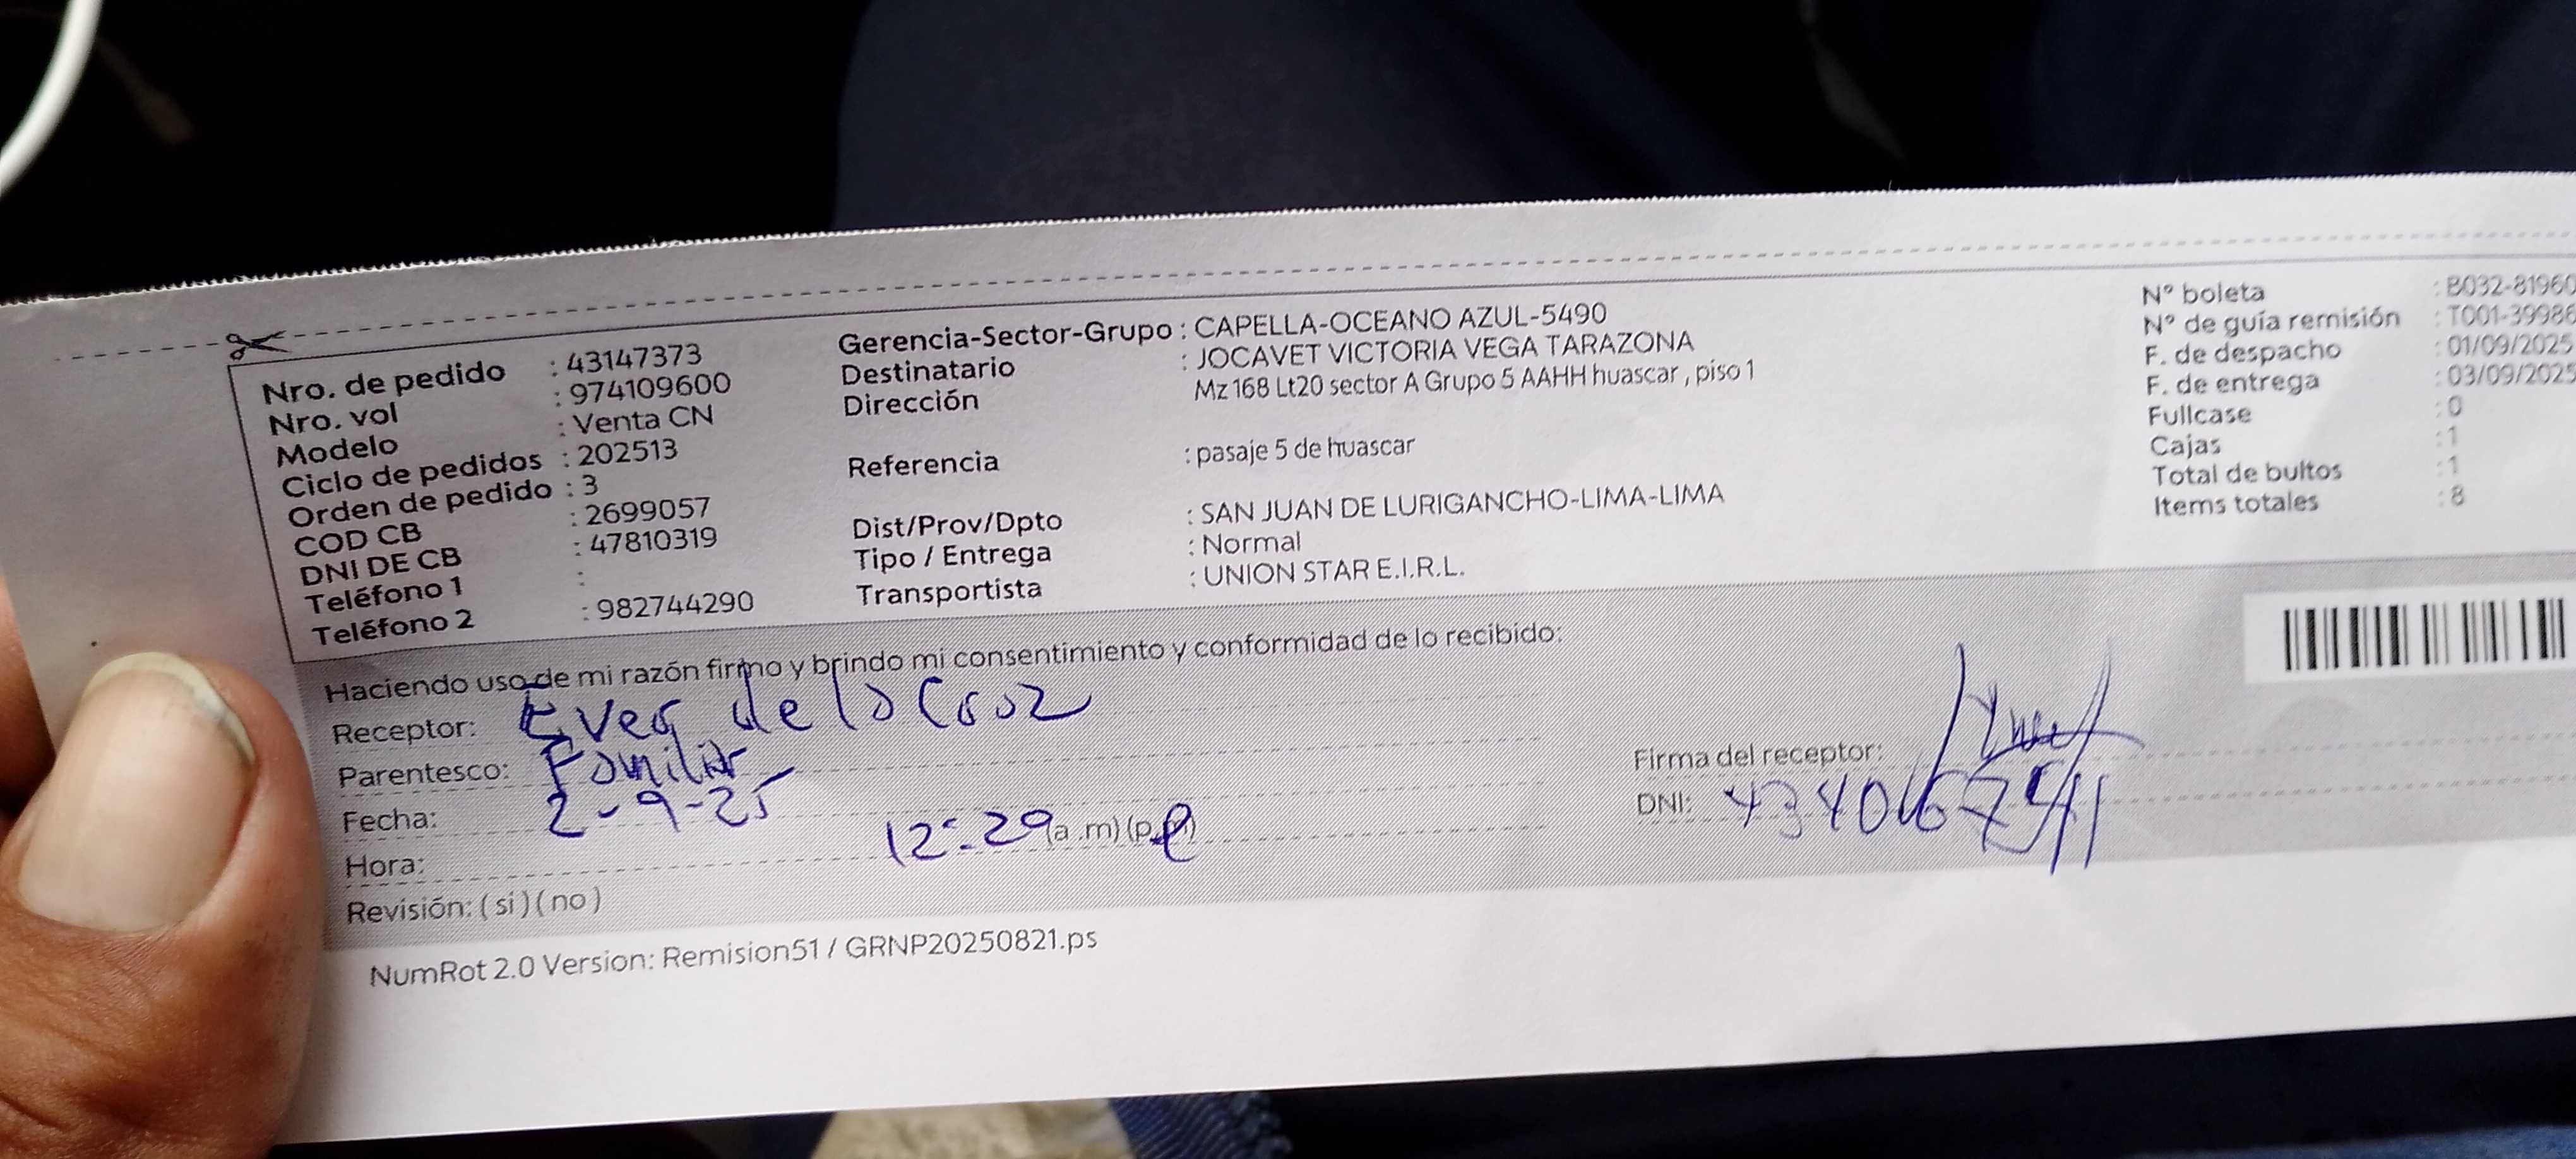 Nro. de pedido : 43147373
Nro. vol : 974109600
Modelo : Venta CN
Ciclo de pedidos : 202513
Orden de pedido : 3
COD CB : 2699057
DNI DE CB : 47810319
Teléfono 1 :
Teléfono 2 : 982744290
Gerencia-Sector-Grupo : CAPELLA-OCEANO AZUL-5490
Destinatario : JOCAVET VICTORIA VEGA TARAZONA
Dirección Mz 168 Lt20 sector A Grupo 5 AAHH huascar , piso 1
Referencia : pasaje 5 de huascar
Dist/Prov/Dpto : SAN JUAN DE LURIGANCHO-LIMA-LIMA
Tipo / Entrega : Normal
Transportista : UNION STAR E.I.R.L.
N° boleta : B032-81960
N° de guía remisión : T001-39986
F. de despacho : 01/09/2025
F. de entrega : 03/09/2025
Fullcase : 0
Cajas : 1
Total de bultos : 1
Items totales : 8
Haciendo uso de mi razón firmo y brindo mi consentimiento y conformidad de lo recibido:
Receptor: Ever de la Cruz
Parentesco: Familiar
Fecha: 2-9-25
Hora: 12:29 (a.m) (p.m)
Revisión: ( si ) ( no )
Firma del receptor:
DNI:
NumRot 2.0 Version: Remision51 / GRNP20250821.ps